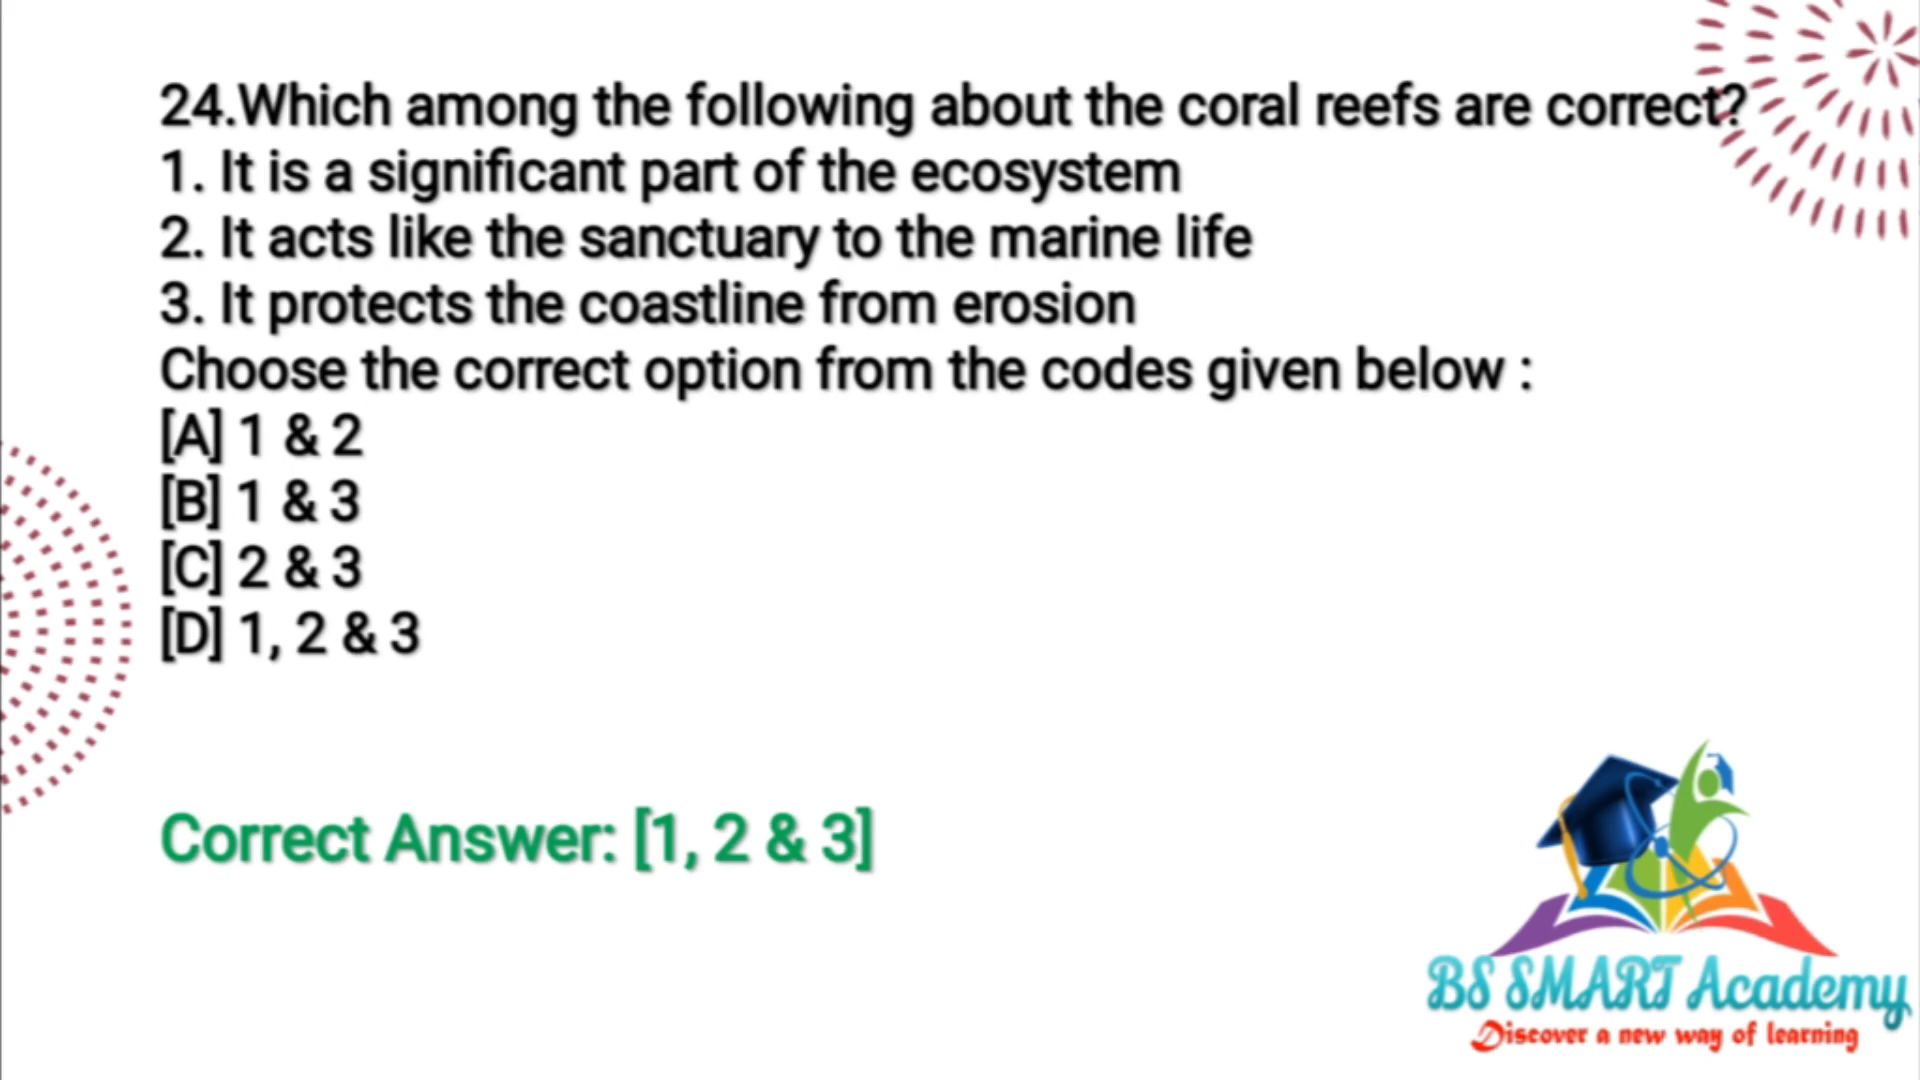 24.Which among the following about the coral reefs are correct?
1. It is a significant part of the ecosystem
2. It acts like the sanctuary to the marine life
3. It protects the coastline from erosion
Choose the correct option from the codes given below :
[A] 1 & 2
[B] 1 & 3
[C] 2 & 3
[D] 1, 2 & 3
Correct Answer: [1, 2 & 3]
BS SMART Academy
Discover a new way of learning